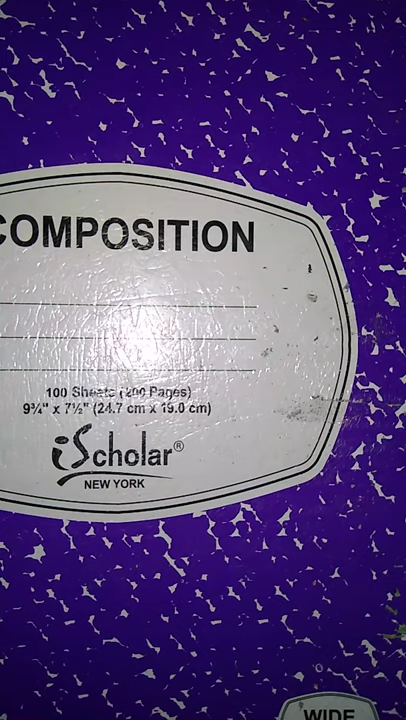 COMPOSITION
100 Sheets (200 Pages)
9¾" x 7½" (24.7 cm x 19.0 cm)
iScholar®
NEW YORK
WIDE